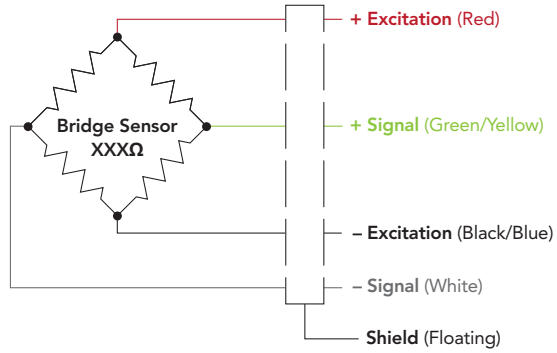 + Excitation (Red)
Bridge Sensor
XXXΩ
+ Signal (Green/Yellow)
– Excitation (Black/Blue)
– Signal (White)
Shield (Floating)